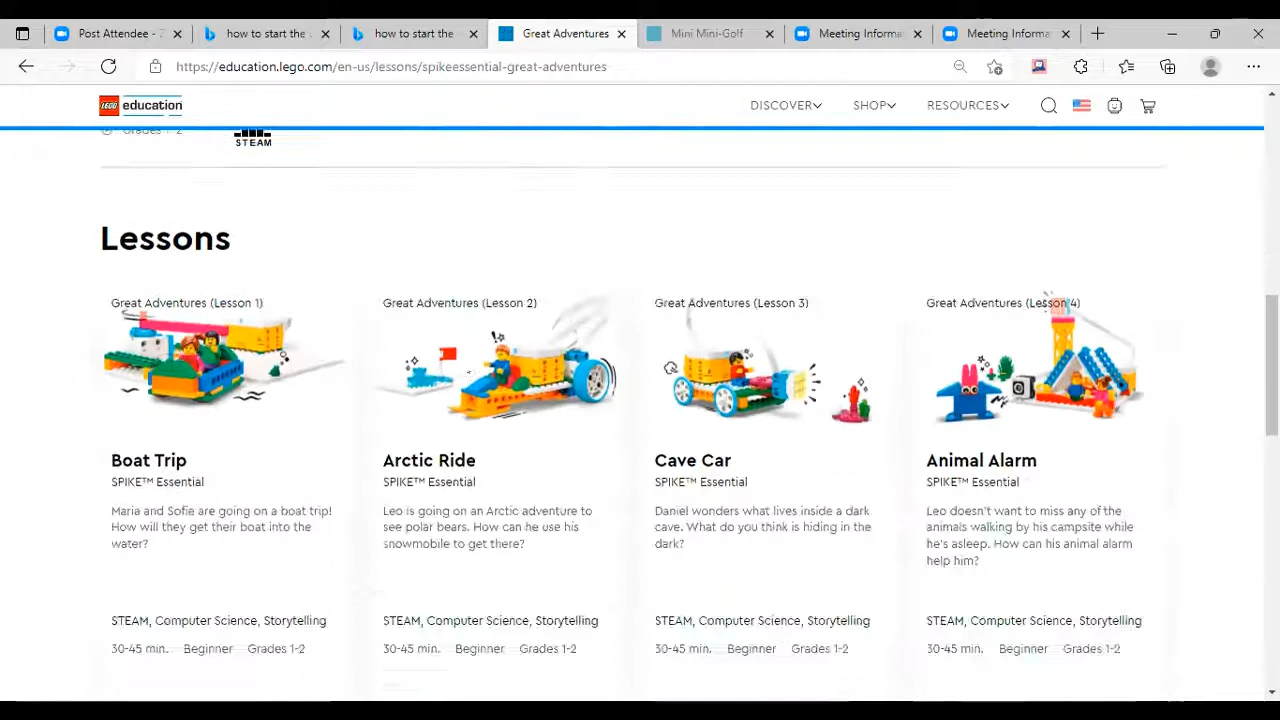 Post Attendee - Z
how to start the
how to start the
Great Adventures
Mini Mini-Golf
Meeting Informa
Meeting Informa
https://education.lego.com/en-us/lessons/spikeessential-great-adventures
LEGO education
DISCOVER
SHOP
RESOURCES
Grades 1-2
STEAM
Lessons
Great Adventures (Lesson 1)
Boat Trip
SPIKE™ Essential
Maria and Sofie are going on a boat trip!
How will they get their boat into the
water?
STEAM, Computer Science, Storytelling
30-45 min. Beginner Grades 1-2
Great Adventures (Lesson 2)
Arctic Ride
SPIKE™ Essential
Leo is going on an Arctic adventure to
see polar bears. How can he use his
snowmobile to get there?
STEAM, Computer Science, Storytelling
30-45 min. Beginner Grades 1-2
Great Adventures (Lesson 3)
Cave Car
SPIKE™ Essential
Daniel wonders what lives inside a dark
cave. What do you think is hiding in the
dark?
STEAM, Computer Science, Storytelling
30-45 min. Beginner Grades 1-2
Great Adventures (Lesson 4)
Animal Alarm
SPIKE™ Essential
Leo doesn't want to miss any of the
animals walking by his campsite while
he's asleep. How can his animal alarm
help him?
STEAM, Computer Science, Storytelling
30-45 min. Beginner Grades 1-2